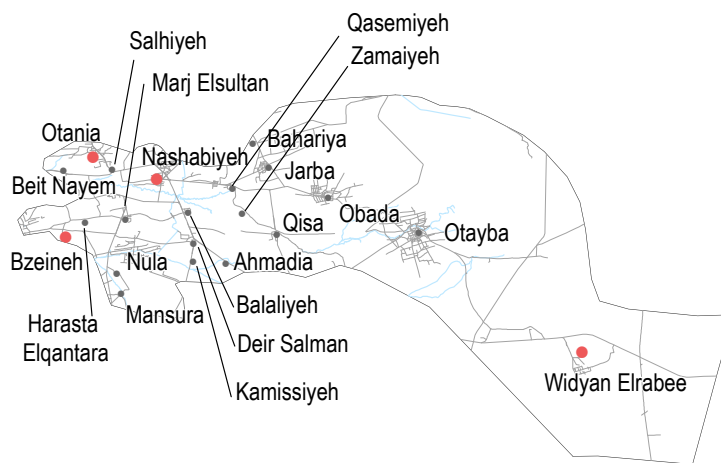 Qasemiyeh
Salhiyeh
Zamaiyeh
Marj Elsultan
Otania
Bahariya
Nashabiyeh
Jarba
Beit Nayem
Obada
Qisa
Otayba
Bzeineh
Nula
Ahmadia
Balaliyeh
Mansura
Harasta
Elqantara
Deir Salman
Kamissiyeh
Widyan Elrabee